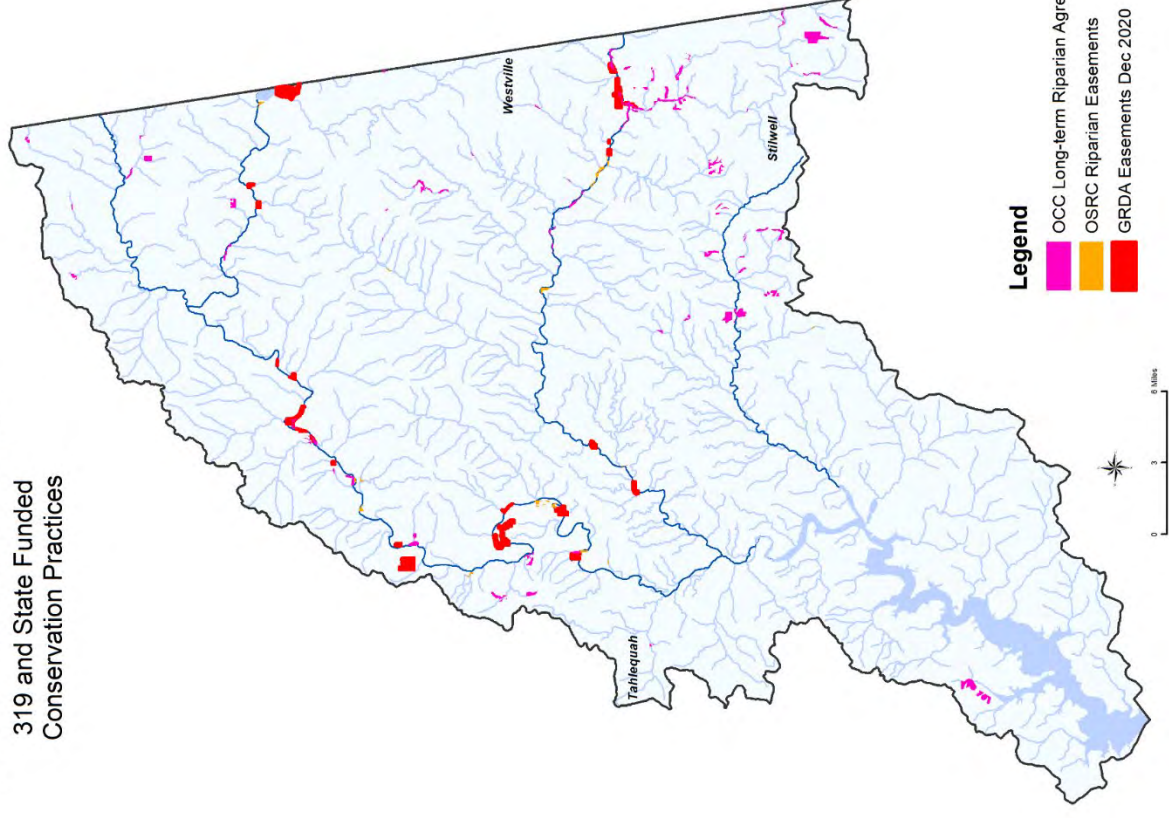 319 and State Funded
Conservation Practices
Westville
Stilwell
Tahlequah
Legend
OCC Long-term Riparian
OSRC Riparian Easements
GRDA Easements Dec 2020
0 3 6 Miles